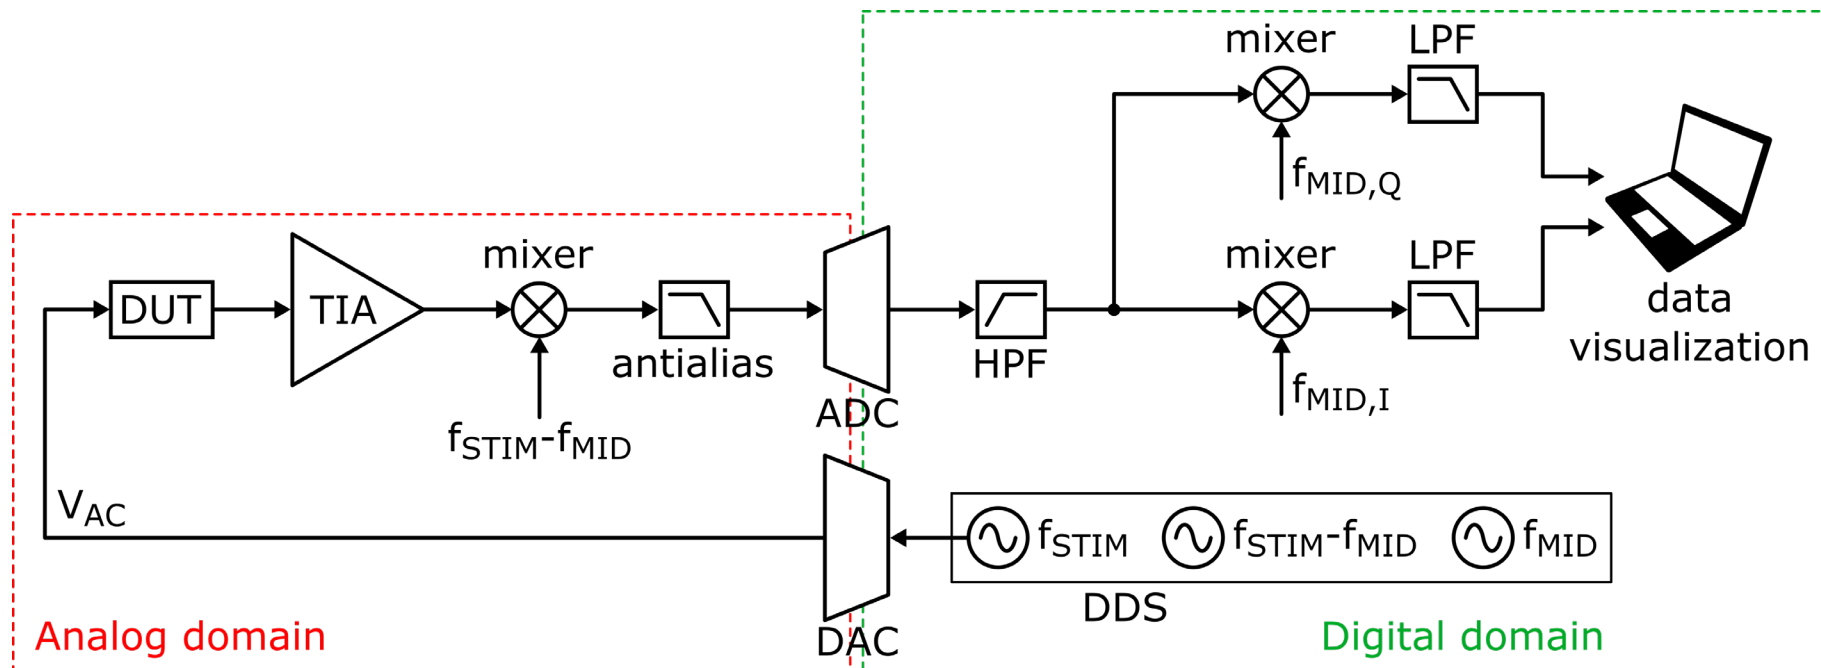 mixer
LPF
f_MID,Q
mixer
LPF
mixer
DUT
TIA
antialias
HPF
data
visualization
f_MID,I
ADC
f_STIM-f_MID
V_AC
f_STIM
f_STIM-f_MID
f_MID
DDS
Analog domain
DAC
Digital domain